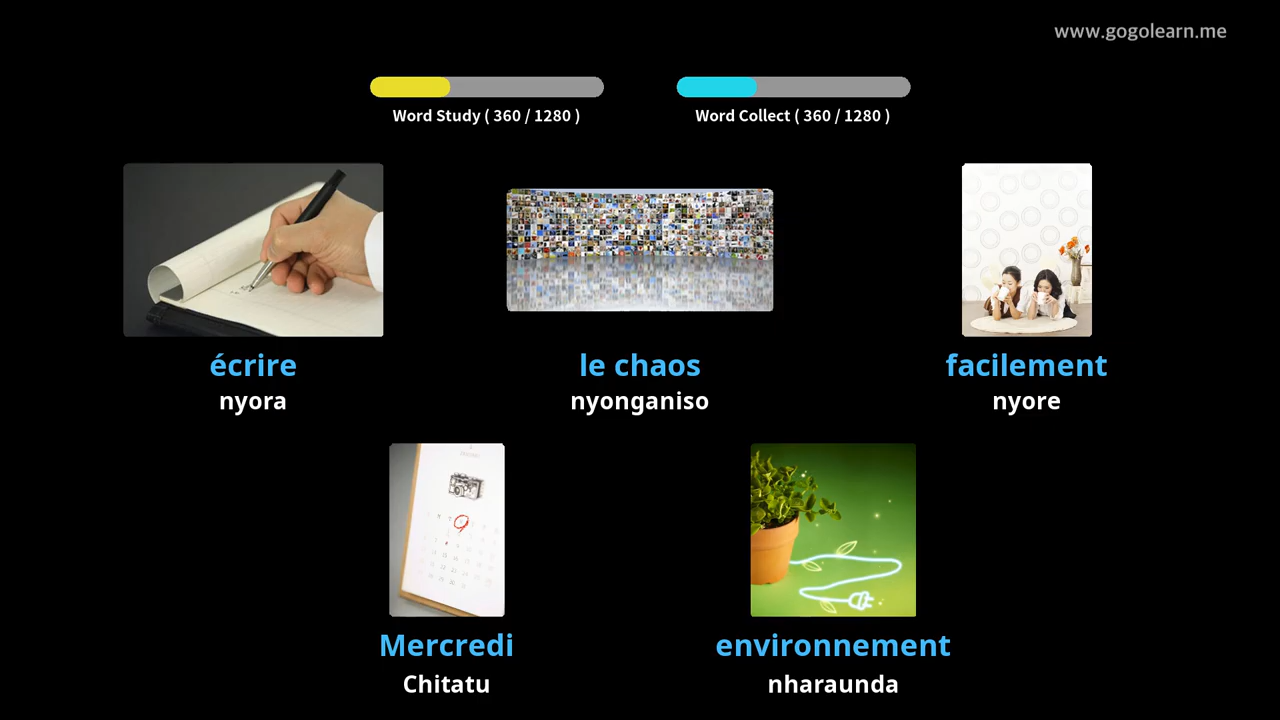 www.gogolearn.me
Word Study ( 360 / 1280 )
Word Collect ( 360 / 1280 )
écrire
nyora
le chaos
nyonganiso
facilement
nyore
Mercredi
Chitatu
environnement
nharaunda